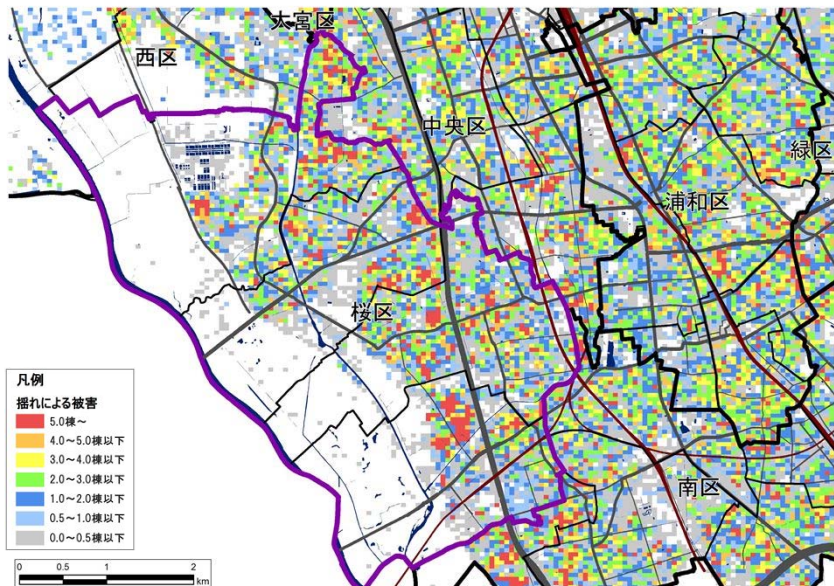 大宮区
西区
中央区
緑区
浦和区
桜区
南区
凡例
揺れによる被害
5.0棟~
4.0~5.0棟以下
3.0~4.0棟以下
2.0~3.0棟以下
1.0~2.0棟以下
0.5~1.0棟以下
0.0~0.5棟以下
0 0.5 1 2
km